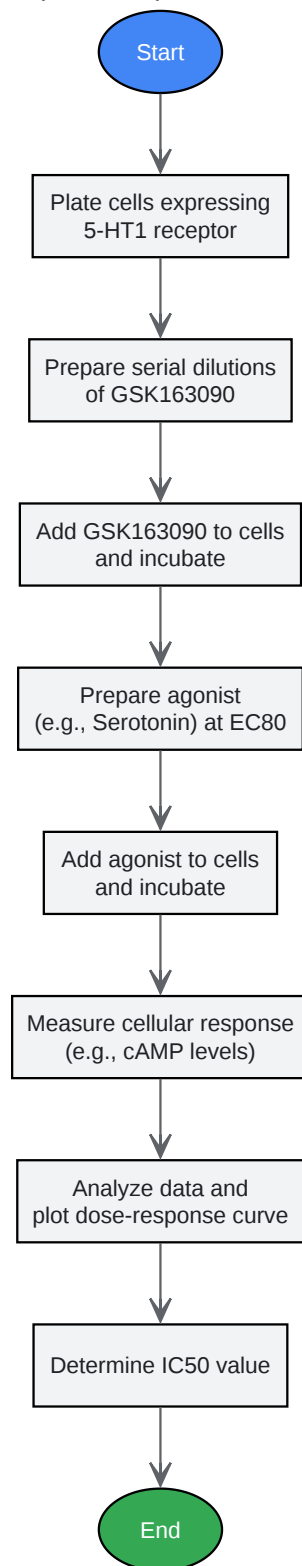 Start
Plate cells expressing
5-HT1 receptor
Prepare serial dilutions
of GSK163090
Add GSK163090 to cells
and incubate
Prepare agonist
(e.g., Serotonin) at EC80
Add agonist to cells
and incubate
Measure cellular response
(e.g., cAMP levels)
Analyze data and
plot dose-response curve
Determine IC50 value
End